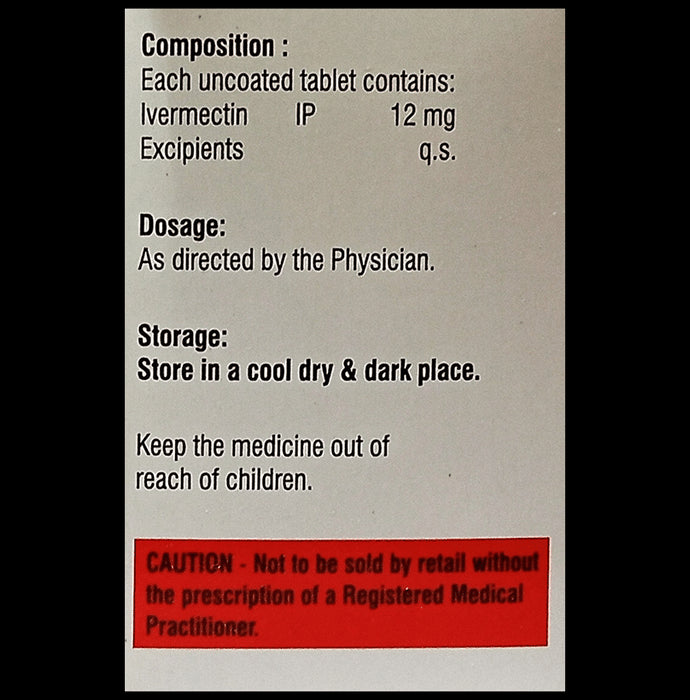 Composition :
Each uncoated tablet contains:
Ivermectin IP 12 mg
Excipients q.s.
Dosage:
As directed by the Physician.
Storage:
Store in a cool dry & dark place.
Keep the medicine out of
reach of children.
CAUTION - Not to be sold by retail without
the prescription of a Registered Medical
Practitioner.